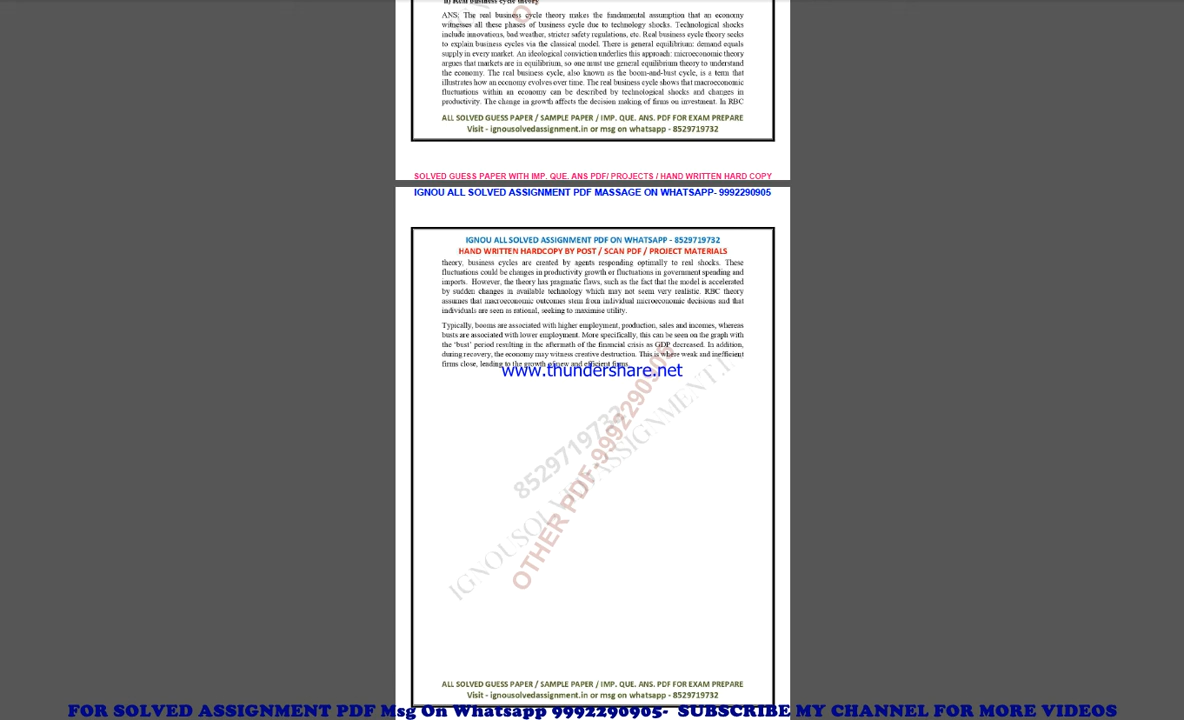 ii) Real business cycle theory
ANS: The real business cycle theory makes the fundamental assumption that an economy
witnesses all these phases of business cycle due to technology shocks. Technological shocks
include innovations, bad weather, stricter safety regulations, etc. Real business cycle theory seeks
to explain business cycles via the classical model. There is general equilibrium: demand equals
supply in every market. An ideological conviction underlies this approach: microeconomic theory
argues that markets are in equilibrium, so one must use general equilibrium theory to understand
the economy. The real business cycle, also known as the boom-and-bust cycle, is a term that
illustrates how an economy evolves over time. The real business cycle shows that macroeconomic
fluctuations within an economy can be described by technological shocks and changes in
productivity. The change in growth affects the decision making of firms on investment. In RBC
ALL SOLVED GUESS PAPER / SAMPLE PAPER / IMP. QUE. ANS. PDF FOR EXAM PREPARE
Visit - ignousolvedassignment.in or msg on whatsapp - 8529719732
SOLVED GUESS PAPER WITH IMP. QUE. ANS PDF/ PROJECTS / HAND WRITTEN HARD COPY
IGNOU ALL SOLVED ASSIGNMENT PDF MASSAGE ON WHATSAPP- 9992290905
IGNOU ALL SOLVED ASSIGNMENT PDF ON WHATSAPP - 8529719732
HAND WRITTEN HARDCOPY BY POST / SCAN PDF / PROJECT MATERIALS
theory, business cycles are created by agents responding optimally to real shocks. These
fluctuations could be changes in productivity growth or fluctuations in government spending and
imports. However, the theory has pragmatic flaws, such as the fact that the model is accelerated
by sudden changes in available technology which may not seem very realistic. RBC theory
assumes that macroeconomic outcomes stem from individual microeconomic decisions and that
individuals are seen as rational, seeking to maximise utility.
Typically, booms are associated with higher employment, production, sales and incomes, whereas
busts are associated with lower employment. More specifically, this can be seen on the graph with
the 'bust' period resulting in the aftermath of the financial crisis as GDP decreased. In addition,
during recovery, the economy may witness creative destruction. This is where weak and inefficient
firms close, leading to the growth of new and efficient firms.
www.thundershare.net
8529719732
OTHER PDF-9992290905
IGNOUSOLVEDASSIGNMENT.I
ALL SOLVED GUESS PAPER / SAMPLE PAPER / IMP. QUE. ANS. PDF FOR EXAM PREPARE
Visit - ignousolvedassignment.in or msg on whatsapp - 8529719732
FOR SOLVED ASSIGNMENT PDF Msg On Whatsapp 9992290905- SUBSCRIBE MY CHANNEL FOR MORE VIDEOS